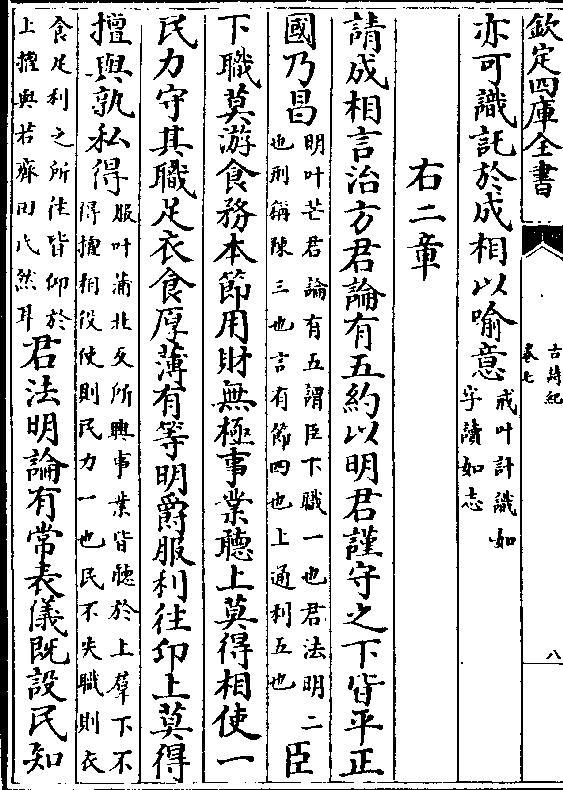 欽定四庫全書
古詩紀
卷七
八
亦可識託於成相以喻意戒叶計識如
字讀如志
右二章
請成相言治方君論有五約以明君謹守之下皆平正
國乃昌明叶芒君論有五謂臣下職一也君法明二
也刑稱陳三也言有節四也上通利五也臣
下職莫游食務本節用財無極事業聽上莫得相使一
民力守其職足衣食厚薄有等明爵服利往卬上莫得
擅與孰私得服叶蒲北反所興事業皆聽於上羣下不
得擅相役使則民力一也民不失職則衣
食足利之所往皆仰於
上擅與若齊田氏然耳君法明論有常表儀既設民知